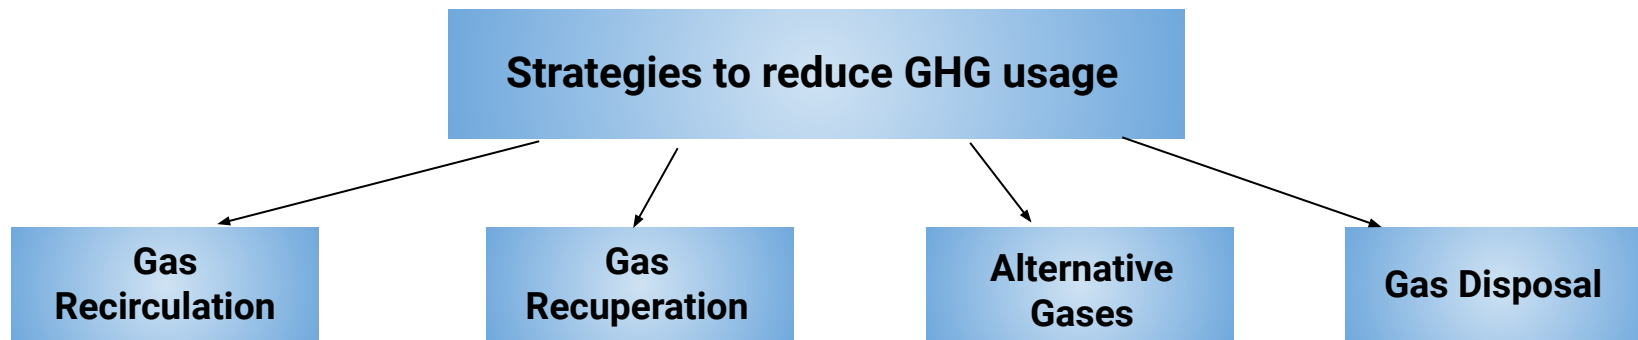 Strategies to reduce GHG usage
Gas
Recirculation
Gas
Recuperation
Alternative
Gases
Gas Disposal